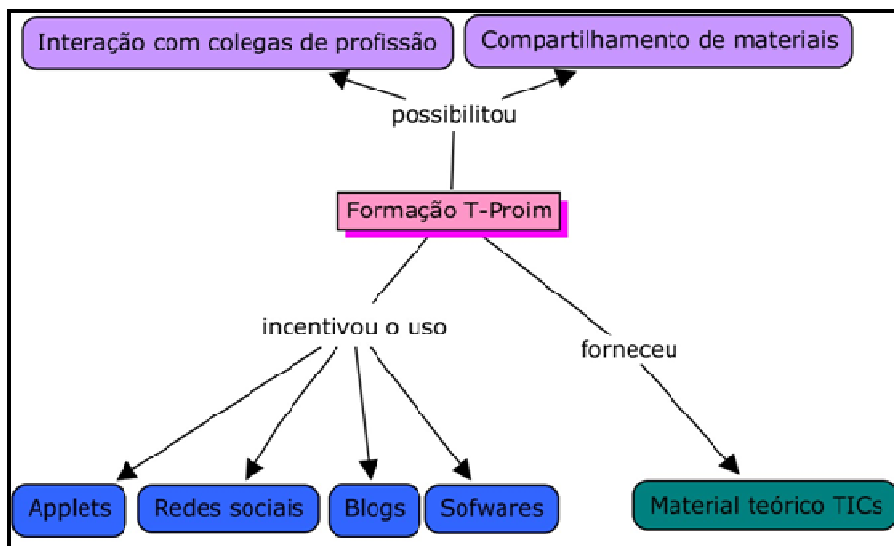 Interação com colegas de profissão
Compartilhamento de materiais
possibilitou
Formação T-Proim
incentivou o uso
forneceu
Applets
Redes sociais
Blogs
Sofwares
Material teórico TICs